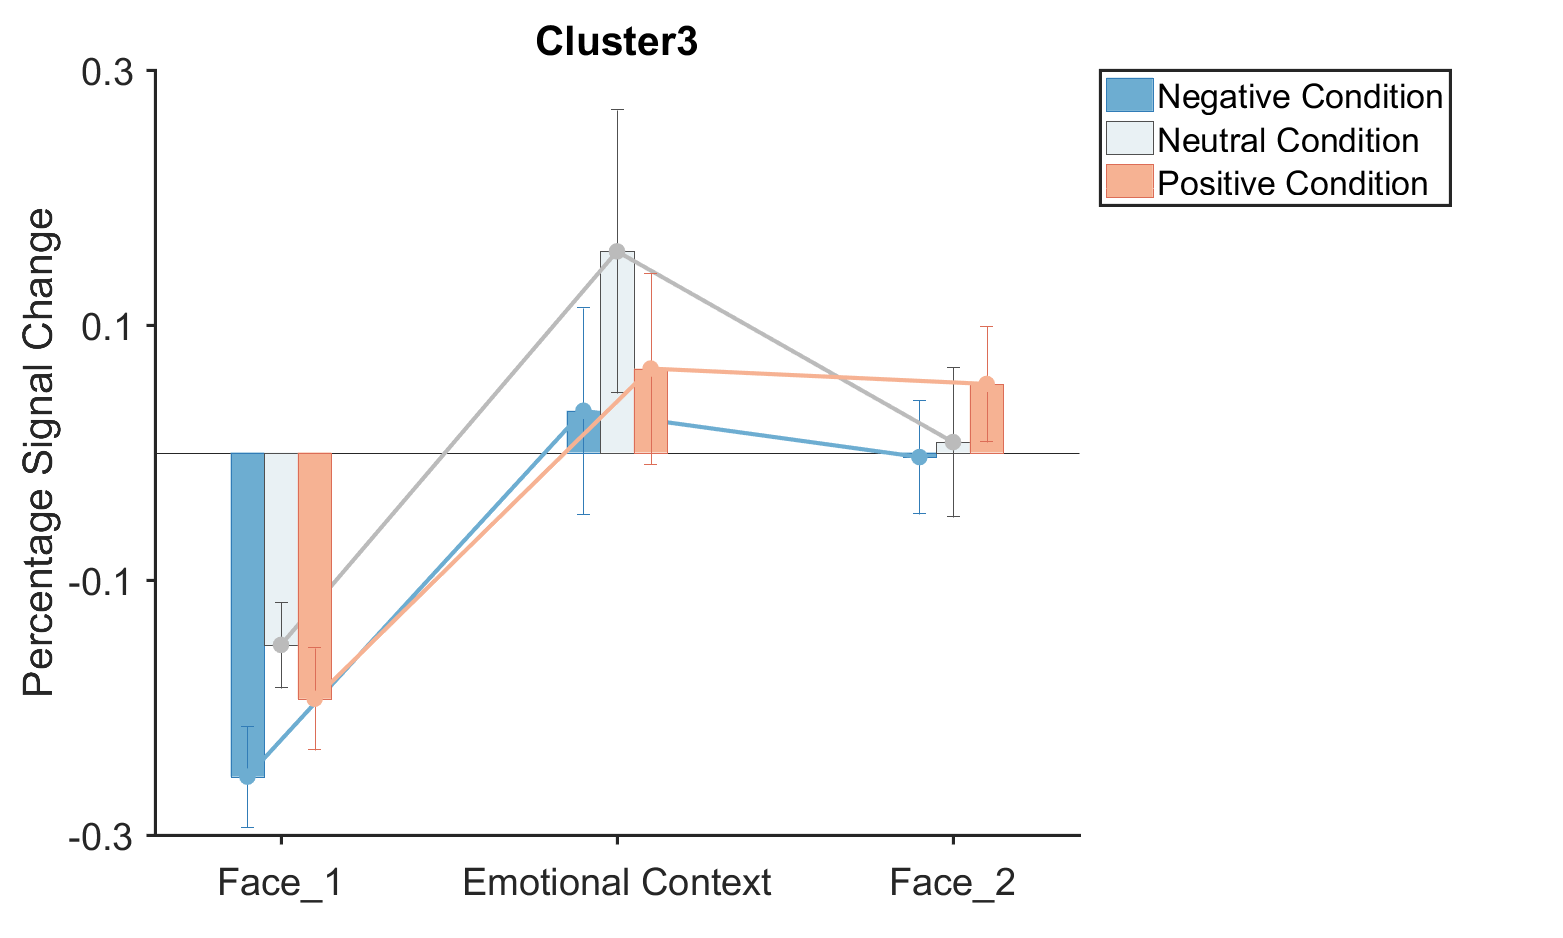 Cluster3
0.3
0.1
-0.1
-0.3
Percentage Signal Change
Face_1
Emotional Context
Face_2
Negative Condition
Neutral Condition
Positive Condition